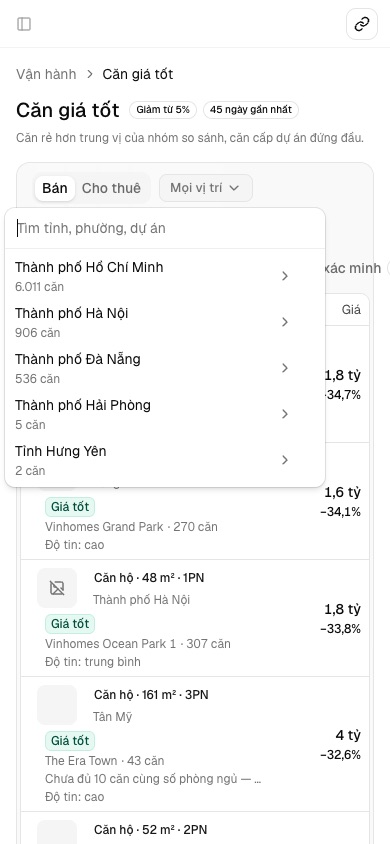 Vận hành > Căn giá tốt
Căn giá tốt Giảm từ 5% 45 ngày gần nhất
Căn rẻ hơn trung vị của nhóm so sánh, căn cấp dự án đứng đầu.
Bán Cho thuê Mọi vị trí
Tìm tỉnh, phường, dự án
Thành phố Hồ Chí Minh
6.011 căn
xác minh
Thành phố Hà Nội
906 căn
Giá
Thành phố Đà Nẵng
536 căn
1,8 tỷ
-34,7%
Thành phố Hải Phòng
5 căn
Tỉnh Hưng Yên
2 căn
1,6 tỷ
-34,1%
Giá tốt
Vinhomes Grand Park · 270 căn
Độ tin: cao
Căn hộ · 48 m² · 1PN
Thành phố Hà Nội
1,8 tỷ
-33,8%
Giá tốt
Vinhomes Ocean Park 1 · 307 căn
Độ tin: trung bình
Căn hộ · 161 m² · 3PN
Tân Mỹ
4 tỷ
-32,6%
Giá tốt
The Era Town · 43 căn
Chưa đủ 10 căn cùng số phòng ngủ — …
Độ tin: cao
Căn hộ · 52 m² · 2PN